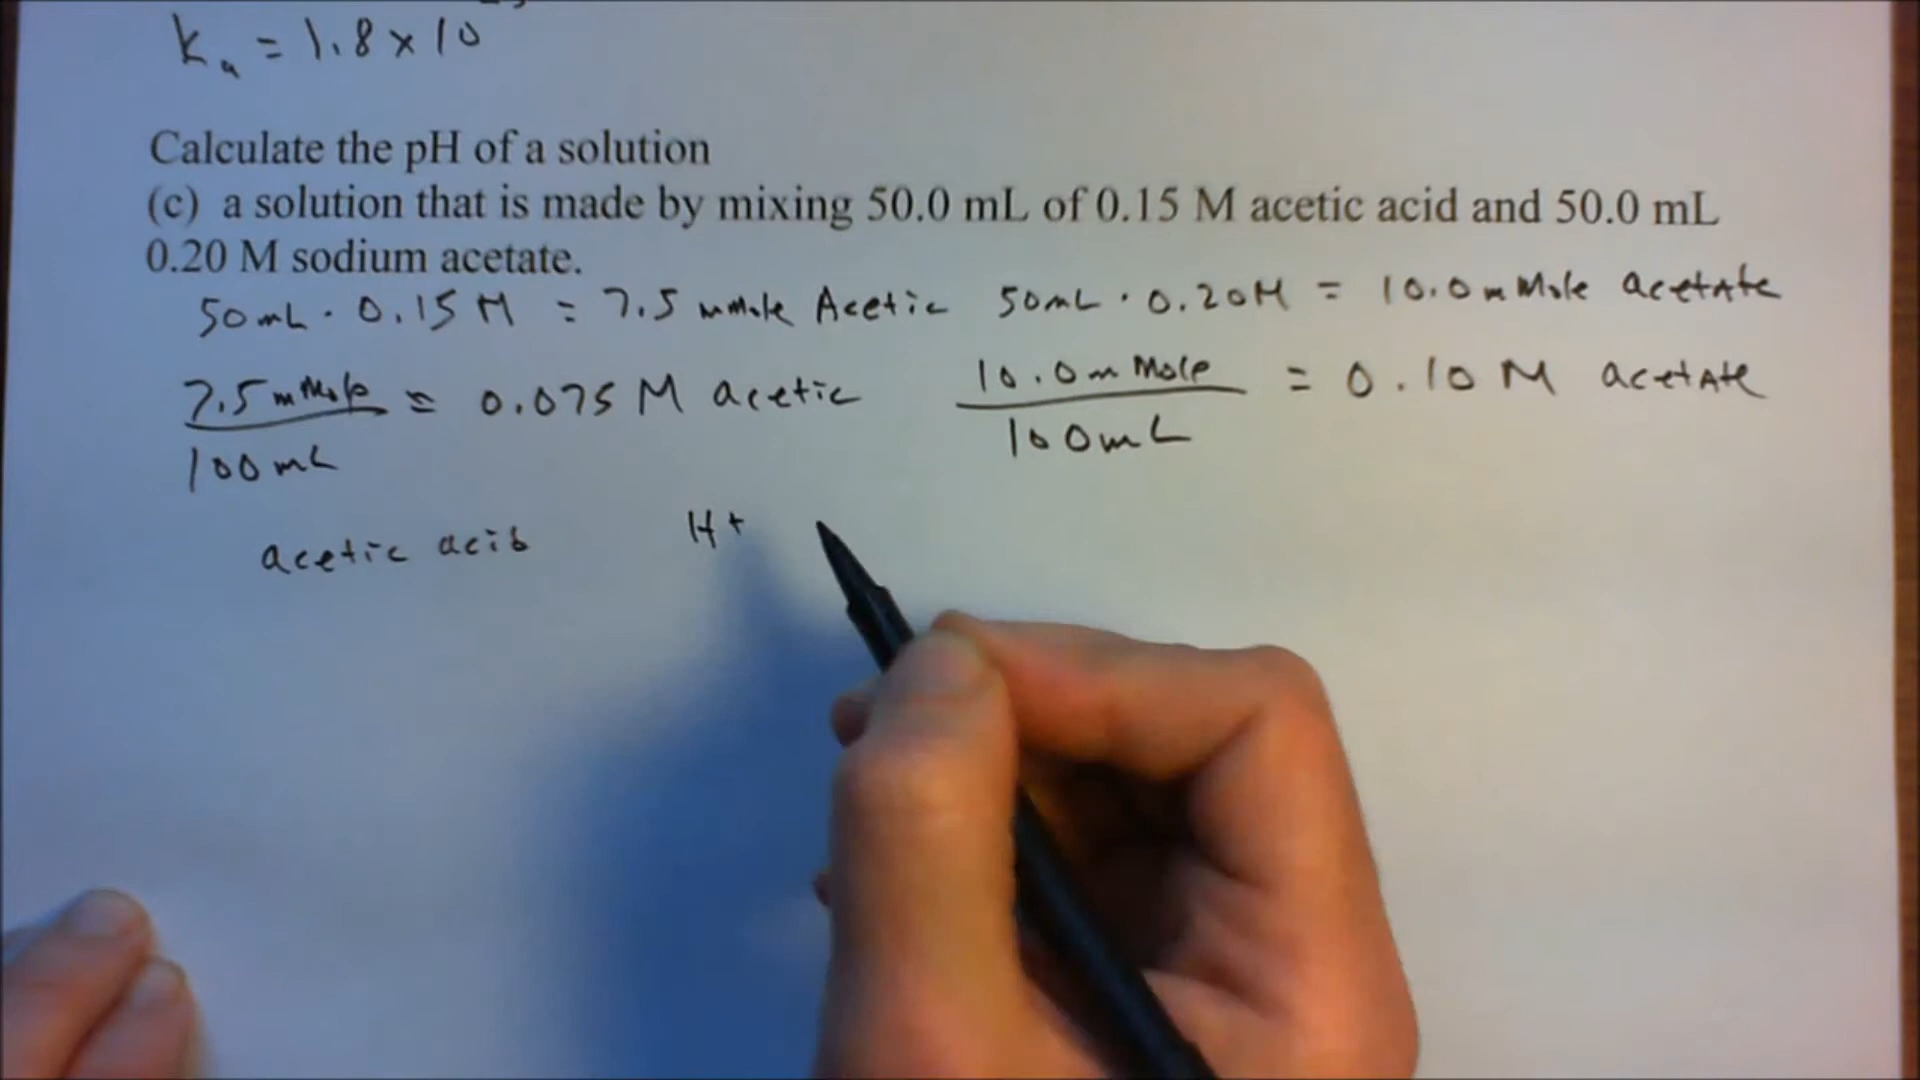 Ka = 1.8 x 10
Calculate the pH of a solution
(c) a solution that is made by mixing 50.0 mL of 0.15 M acetic acid and 50.0 mL
0.20 M sodium acetate.
50mL · 0.15 M = 7.5 mMole Acetic 50mL · 0.20M = 10.0 mMole acetate
7.5 mMole = 0.075 M acetic 10.0 m Mole = 0.10 M acetate
100 mL 100mL
acetic acid H+